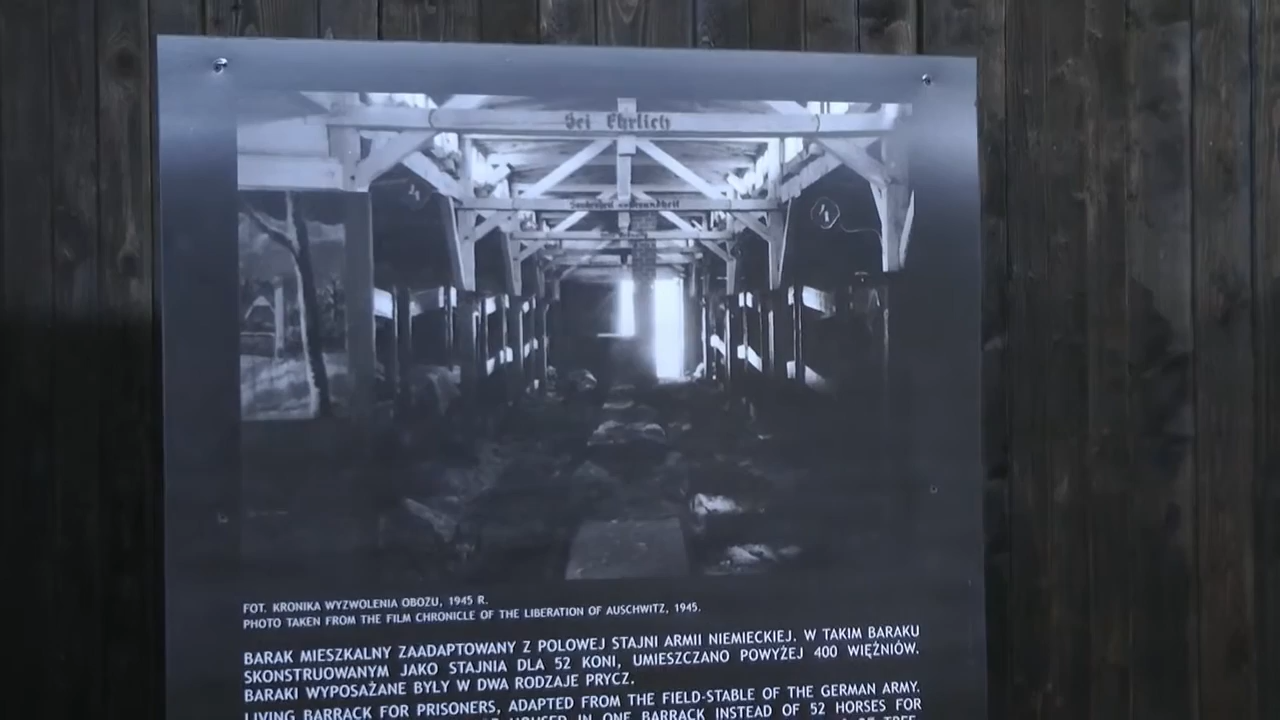 Sei Ehrlich
FOT. KRONIKA WYZWOLENIA OBOZU, 1945 R.
PHOTO TAKEN FROM THE FILM CHRONICLE OF THE LIBERATION OF AUSCHWITZ, 1945.
BARAK MIESZKALNY ZAADAPTOWANY Z POLOWEJ STAJNI ARMII NIEMIECKIEJ. W TAKIM BARAKU
SKONSTRUOWANYM JAKO STAJNIA DLA 52 KONI, UMIESZCZANO POWYŻEJ 400 WIĘŹNIÓW.
BARAKI WYPOSAŻANE BYŁY W DWA RODZAJE PRYCZ.
LIVING BARRACK FOR PRISONERS, ADAPTED FROM THE FIELD-STABLE OF THE GERMAN ARMY.
HOUSED IN ONE BARRACK INSTEAD OF 52 HORSES FOR